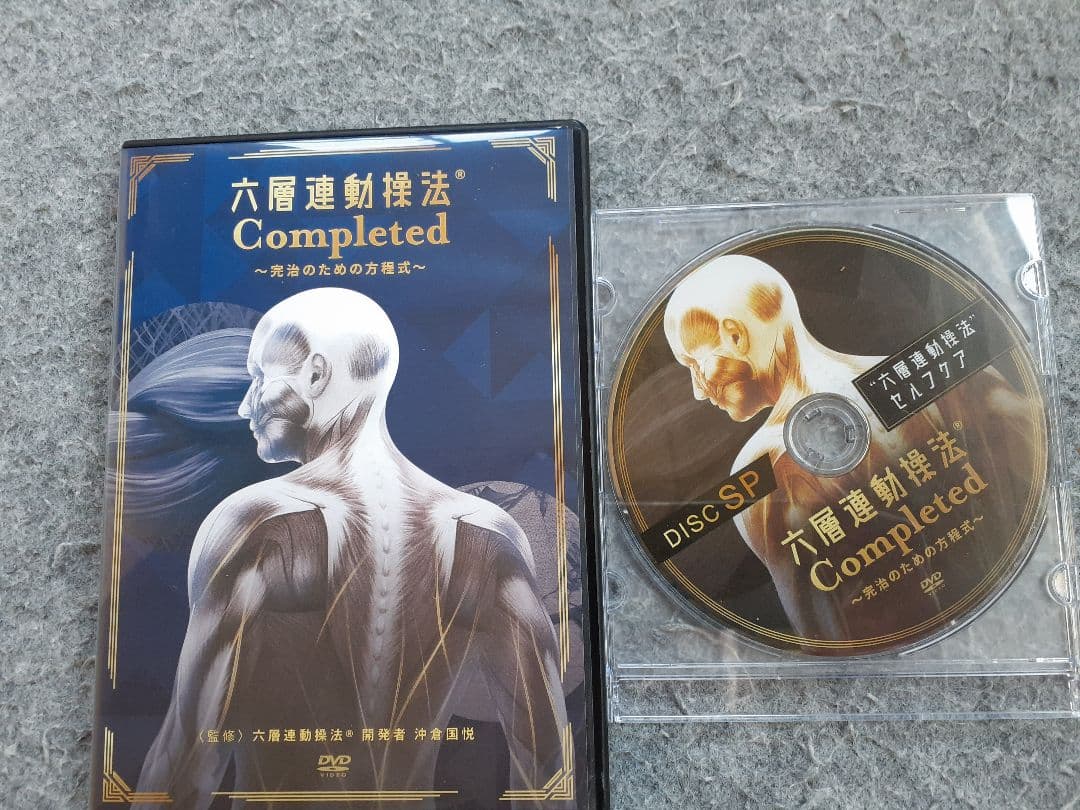 六層連動操法®
Completed
～完治のための方程式～
〈監修〉六層連動操法® 開発者 沖倉国悦
DVD
VIDEO
"六層連動操法"
セルフケア
DISC SP
六層連動操法®
Completed
～完治のための方程式～
DVD